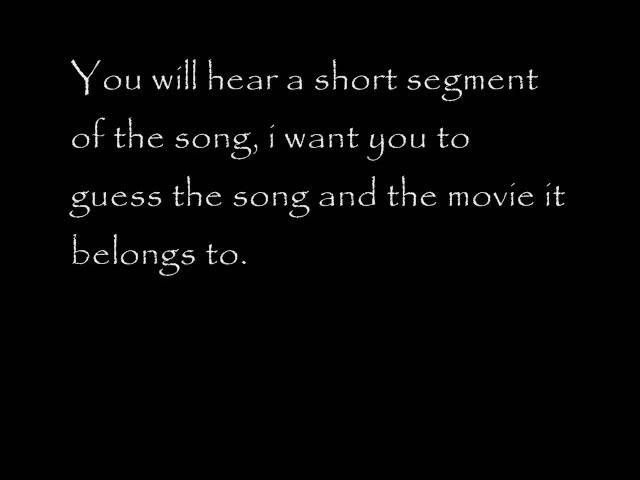 You will hear a short segment
of the song, i want you to
guess the song and the movie it
belongs to.